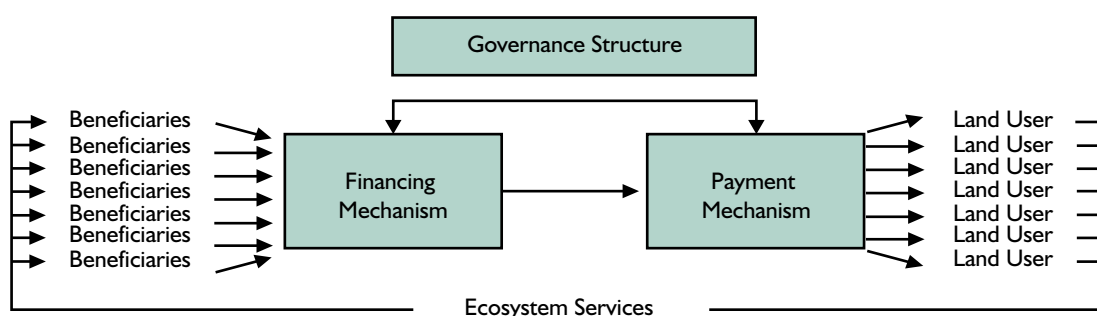 Governance Structure
Beneficiaries
Beneficiaries
Beneficiaries
Beneficiaries
Beneficiaries
Beneficiaries
Beneficiaries
Financing
Mechanism
Payment
Mechanism
Land User
Land User
Land User
Land User
Land User
Land User
Land User
Ecosystem Services